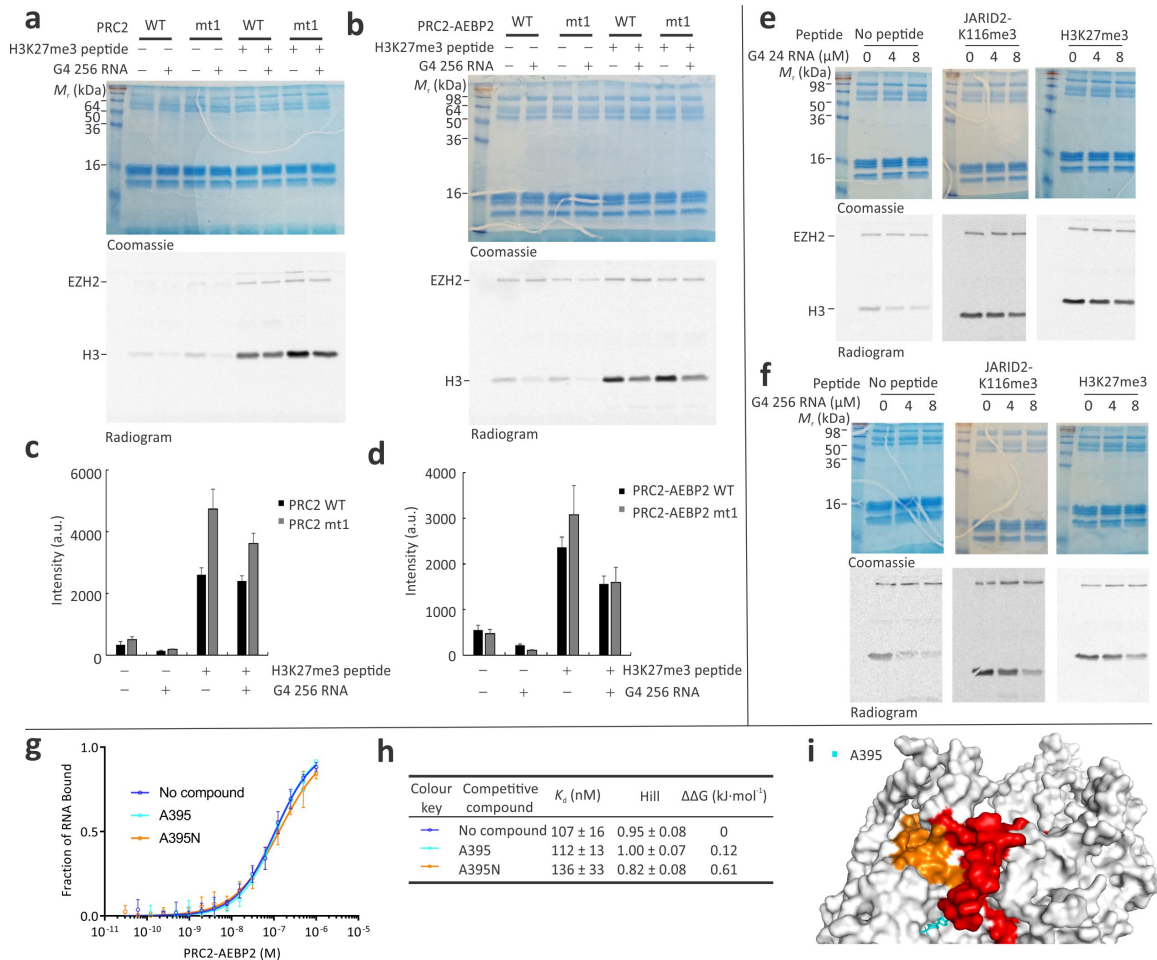 a
PRC2 WT mt1 WT mt1
H3K27me3 peptide – – – – + + + +
G4 256 RNA – + – + – + – +
Mr (kDa)
98
64
50
36
16
Coomassie
EZH2
H3
Radiogram
b
PRC2-AEBP2 WT mt1 WT mt1
H3K27me3 peptide – – – – + + + +
G4 256 RNA – + – + – + – +
Mr (kDa)
98
64
50
36
16
Coomassie
EZH2
H3
Radiogram
c
Intensity (a.u.)
6000
4000
2000
0
PRC2 WT
PRC2 mt1
– – + +
– + – +
d
Intensity (a.u.)
4000
3000
2000
1000
0
PRC2-AEBP2 WT
PRC2-AEBP2 mt1
– – + + H3K27me3 peptide
– + – + G4 256 RNA
e
JARID2-
Peptide No peptide K116me3 H3K27me3
G4 24 RNA (μM) 0 4 8 0 4 8 0 4 8
Mr (kDa)
98
50
36
16
Coomassie
EZH2
H3
Radiogram
f
JARID2-
Peptide No peptide K116me3 H3K27me3
G4 256 RNA (μM) 0 4 8 0 4 8 0 4 8
Mr (kDa)
98
50
36
16
Coomassie
Radiogram
g
Fraction of RNA Bound
1.0
0.5
0.0
No compound
A395
A395N
10-11 10-10 10-9 10-8 10-7 10-6 10-5
PRC2-AEBP2 (M)
h
Colour key Competitive compound Kd (nM) Hill ΔΔG (kJ·mol-1)
No compound 107 ± 16 0.95 ± 0.08 0
A395 112 ± 13 1.00 ± 0.07 0.12
A395N 136 ± 33 0.82 ± 0.08 0.61
i
A395